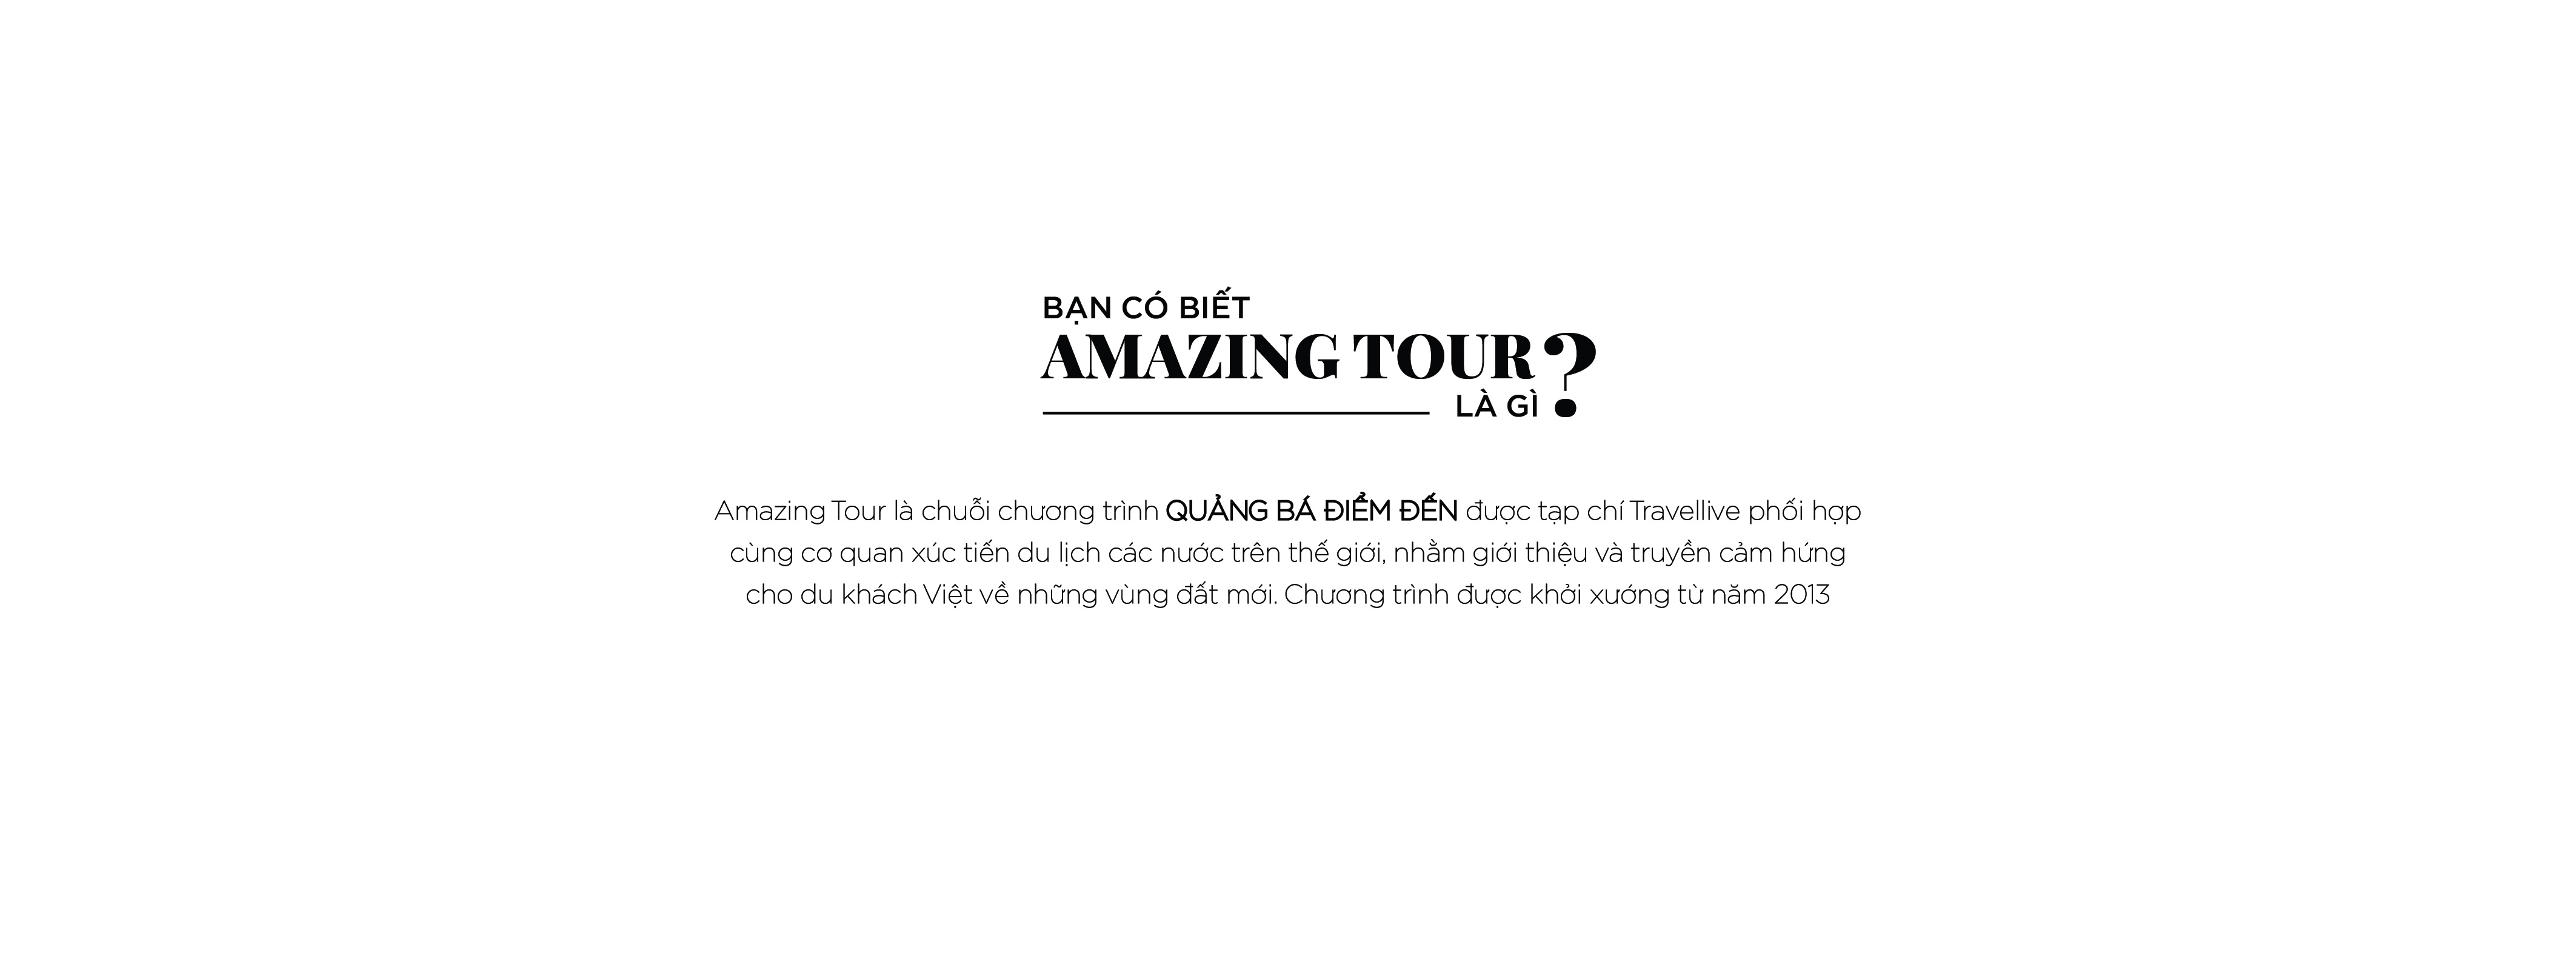 BẠN CÓ BIẾT
AMAZING TOUR?
LÀ GÌ
Amazing Tour là chuỗi chương trình QUẢNG BÁ ĐIỂM ĐẾN được tạp chí Travellive phối hợp
cùng cơ quan xúc tiến du lịch các nước trên thế giới, nhằm giới thiệu và truyền cảm hứng
cho du khách Việt về những vùng đất mới. Chương trình được khởi xướng từ năm 2013